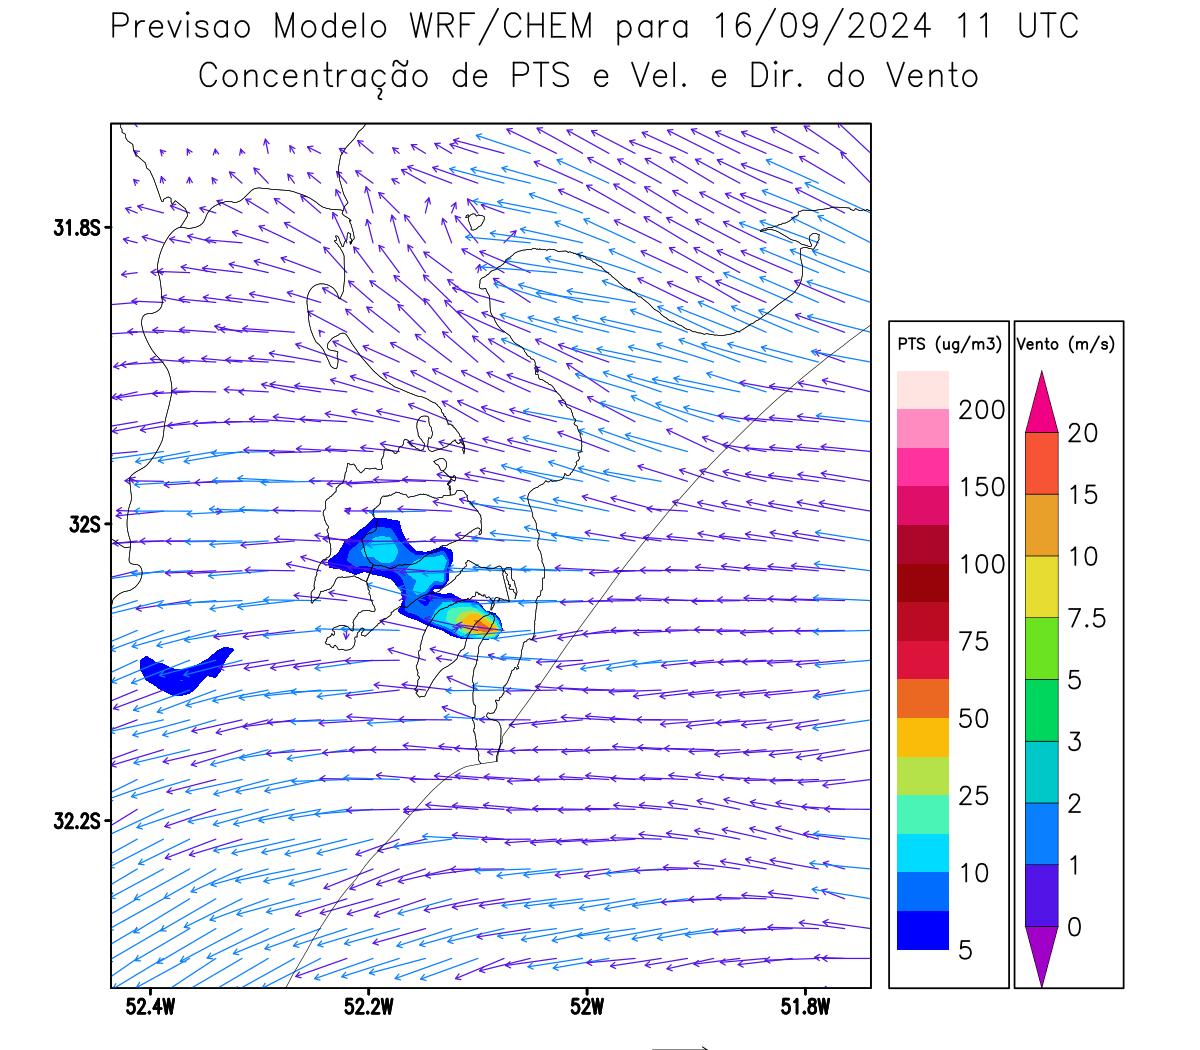 Previsao Modelo WRF/CHEM para 16/09/2024 11 UTC
Concentração de PTS e Vel. e Dir. do Vento
31.8S
32S
32.2S
52.4W
52.2W
52W
51.8W
PTS (ug/m3)
200
150
100
75
50
25
10
5
Vento (m/s)
20
15
10
7.5
5
3
2
1
0